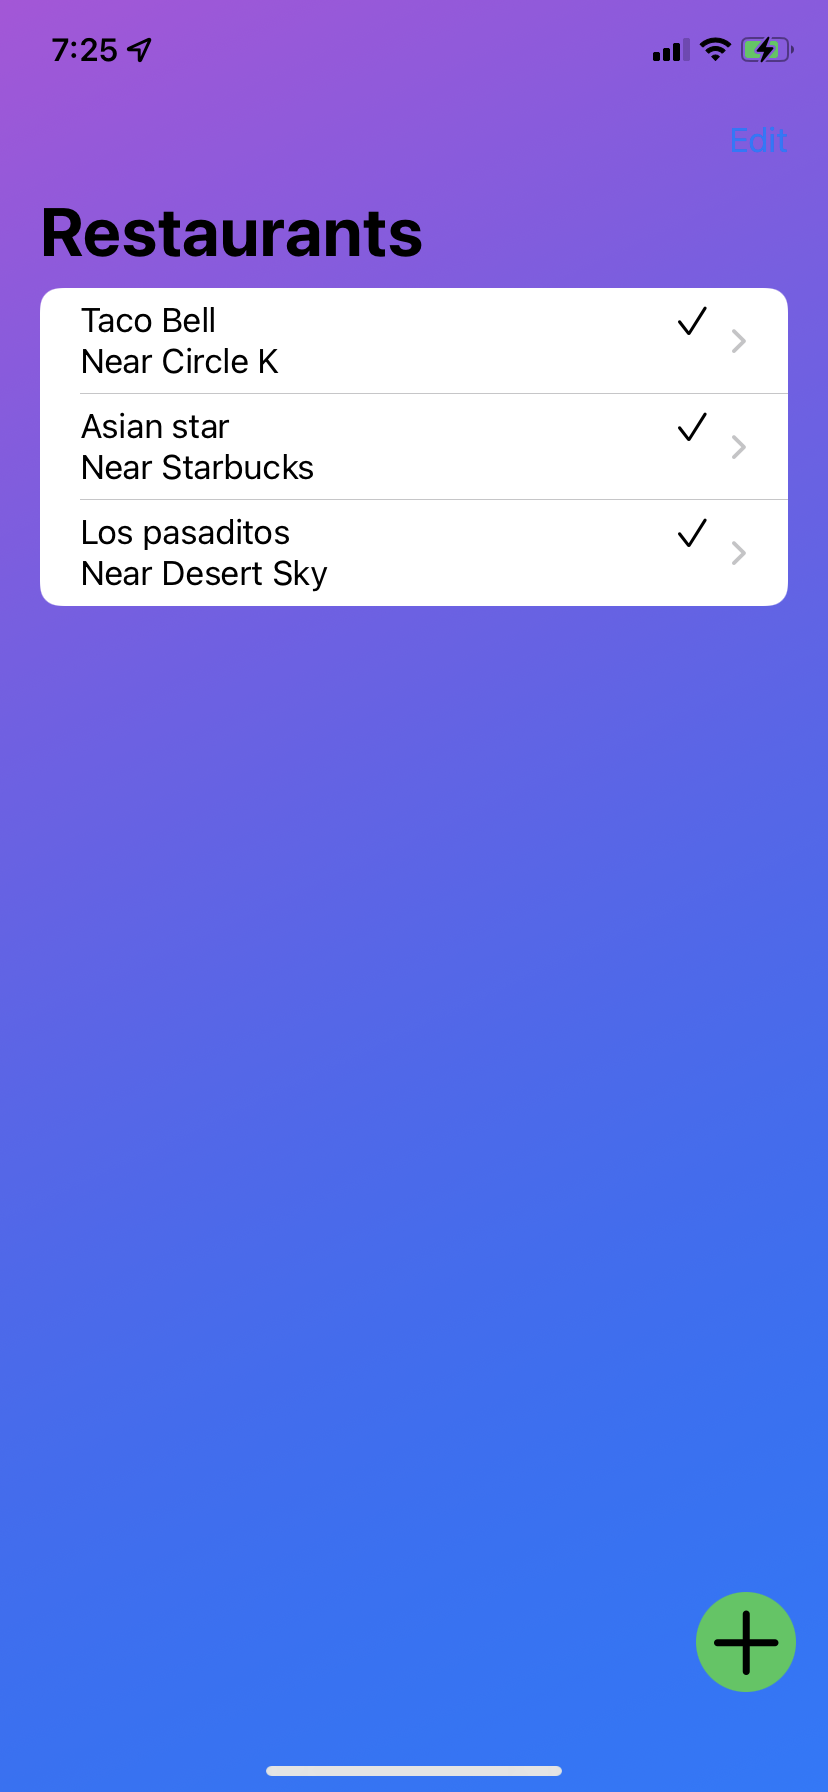 7:25
Edit
Restaurants
Taco Bell
Near Circle K
Asian star
Near Starbucks
Los pasaditos
Near Desert Sky